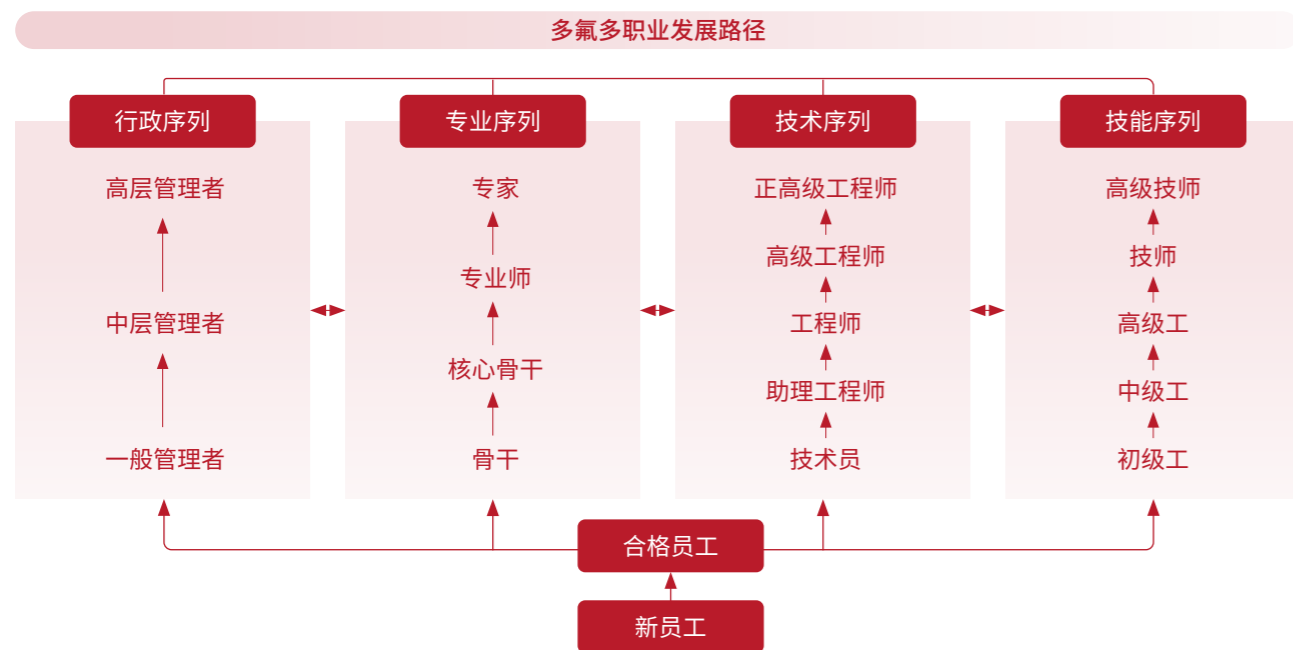 多氟多职业发展路径
行政序列
高层管理者
中层管理者
一般管理者
专业序列
专家
专业师
核心骨干
骨干
技术序列
正高级工程师
高级工程师
工程师
助理工程师
技术员
技能序列
高级技师
技师
高级工
中级工
初级工
合格员工
新员工